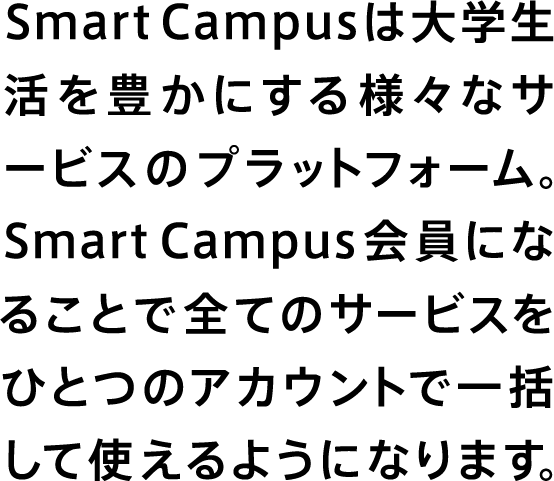 Smart Campusは大学生
活を豊かにする様々なサ
ービスのプラットフォーム。
Smart Campus会員にな
ることで全てのサービスを
ひとつのアカウントで一括
して使えるようになります。